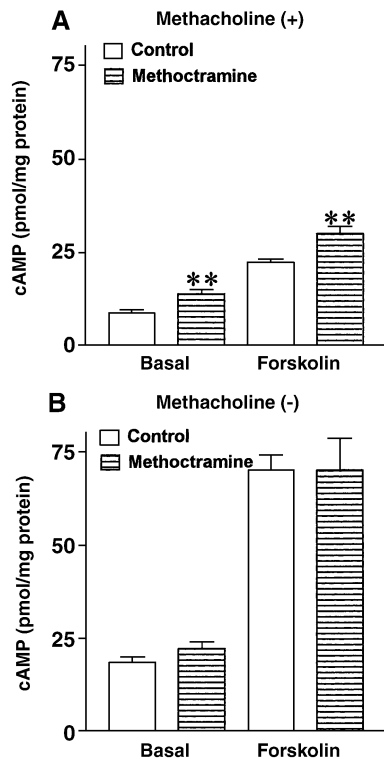 A
Methacholine (+)
Control
Methoctramine
cAMP (pmol/mg protein)
75
50
25
0
**
**
Basal
Forskolin
B
Methacholine (-)
Control
Methoctramine
cAMP (pmol/mg protein)
75
50
25
0
Basal
Forskolin